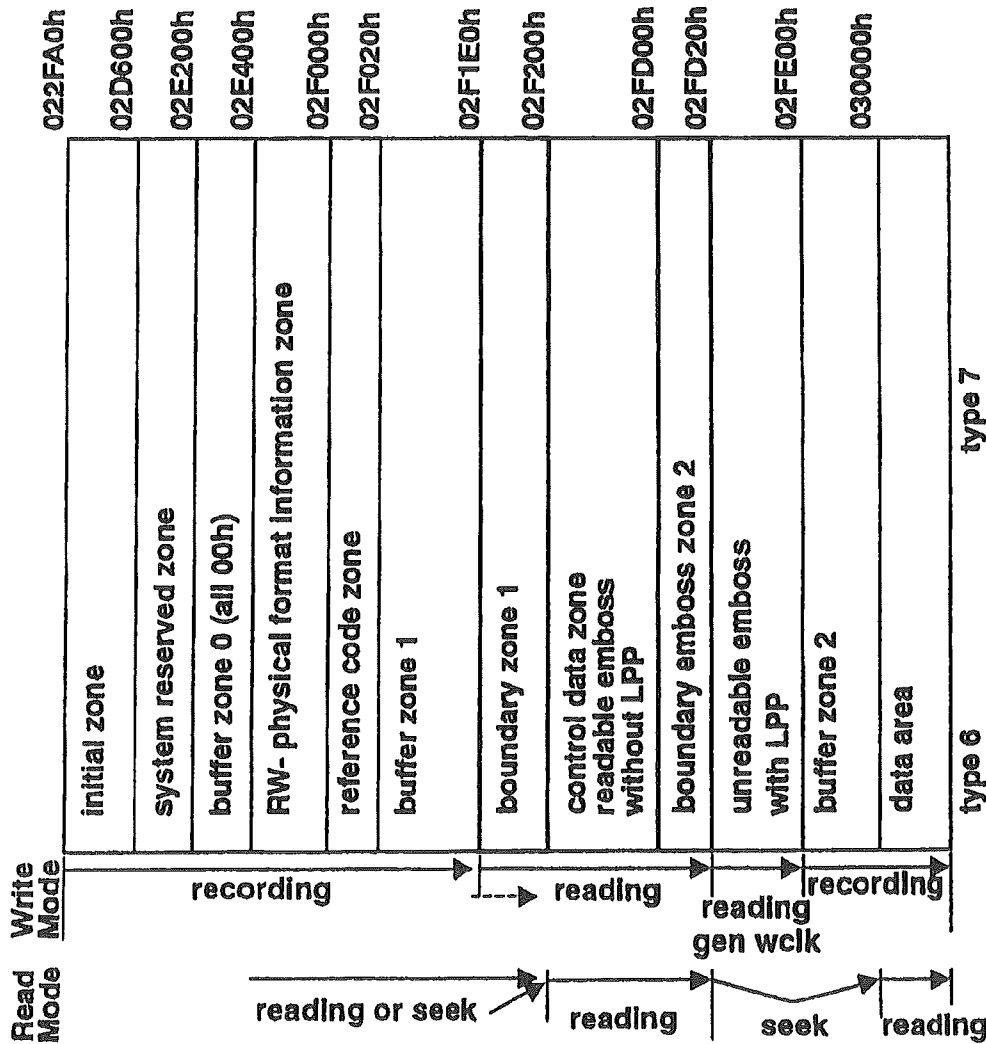 022FA0h
02D600h
02E200h
02E400h
02F000h
02F020h
02F1E0h
02F200h
02FD00h
02FD20h
02FE00h
030000h
initial zone
system reserved zone
buffer zone 0 (all 00h)
RW- physical format Information zone
reference code zone
buffer zone 1
boundary zone 1
control data zone
readable emboss
without LPP
boundary emboss zone 2
unreadable emboss
with LPP
buffer zone 2
data area
type 6
type 7
Write
Mode
recording
reading
reading
gen wclk
recording
Read
Mode
reading or seek
reading
seek
reading